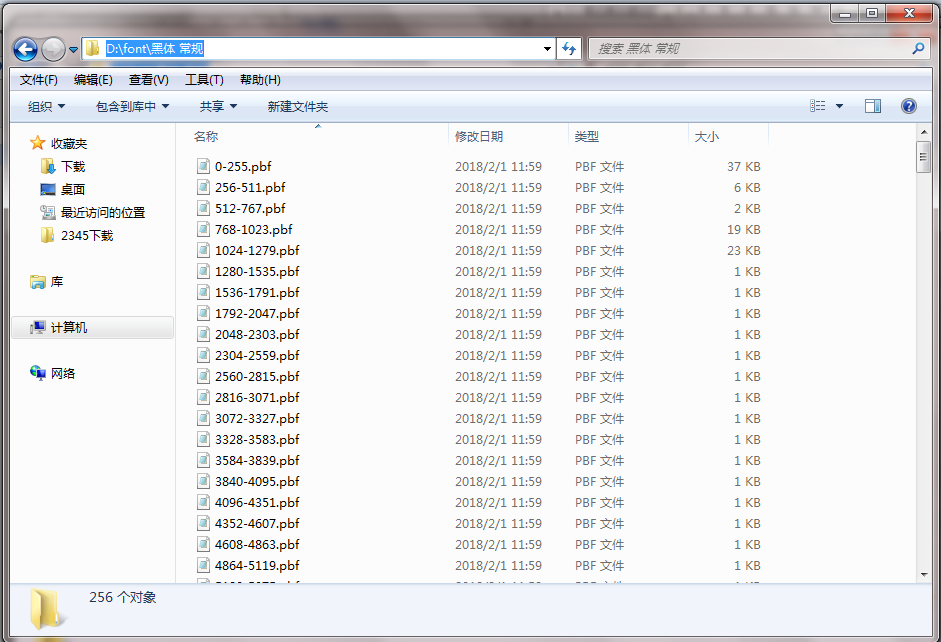 D:\font\黑体 常规
搜索 黑体 常规
文件(F) 编辑(E) 查看(V) 工具(T) 帮助(H)
组织 包含到库中 共享 新建文件夹
收藏夹
下载
桌面
最近访问的位置
2345下载
库
计算机
网络
名称 修改日期 类型 大小
0-255.pbf 2018/2/1 11:59 PBF 文件 37 KB
256-511.pbf 2018/2/1 11:59 PBF 文件 6 KB
512-767.pbf 2018/2/1 11:59 PBF 文件 2 KB
768-1023.pbf 2018/2/1 11:59 PBF 文件 19 KB
1024-1279.pbf 2018/2/1 11:59 PBF 文件 23 KB
1280-1535.pbf 2018/2/1 11:59 PBF 文件 1 KB
1536-1791.pbf 2018/2/1 11:59 PBF 文件 1 KB
1792-2047.pbf 2018/2/1 11:59 PBF 文件 1 KB
2048-2303.pbf 2018/2/1 11:59 PBF 文件 1 KB
2304-2559.pbf 2018/2/1 11:59 PBF 文件 1 KB
2560-2815.pbf 2018/2/1 11:59 PBF 文件 1 KB
2816-3071.pbf 2018/2/1 11:59 PBF 文件 1 KB
3072-3327.pbf 2018/2/1 11:59 PBF 文件 1 KB
3328-3583.pbf 2018/2/1 11:59 PBF 文件 1 KB
3584-3839.pbf 2018/2/1 11:59 PBF 文件 1 KB
3840-4095.pbf 2018/2/1 11:59 PBF 文件 1 KB
4096-4351.pbf 2018/2/1 11:59 PBF 文件 1 KB
4352-4607.pbf 2018/2/1 11:59 PBF 文件 1 KB
4608-4863.pbf 2018/2/1 11:59 PBF 文件 1 KB
4864-5119.pbf 2018/2/1 11:59 PBF 文件 1 KB
256 个对象